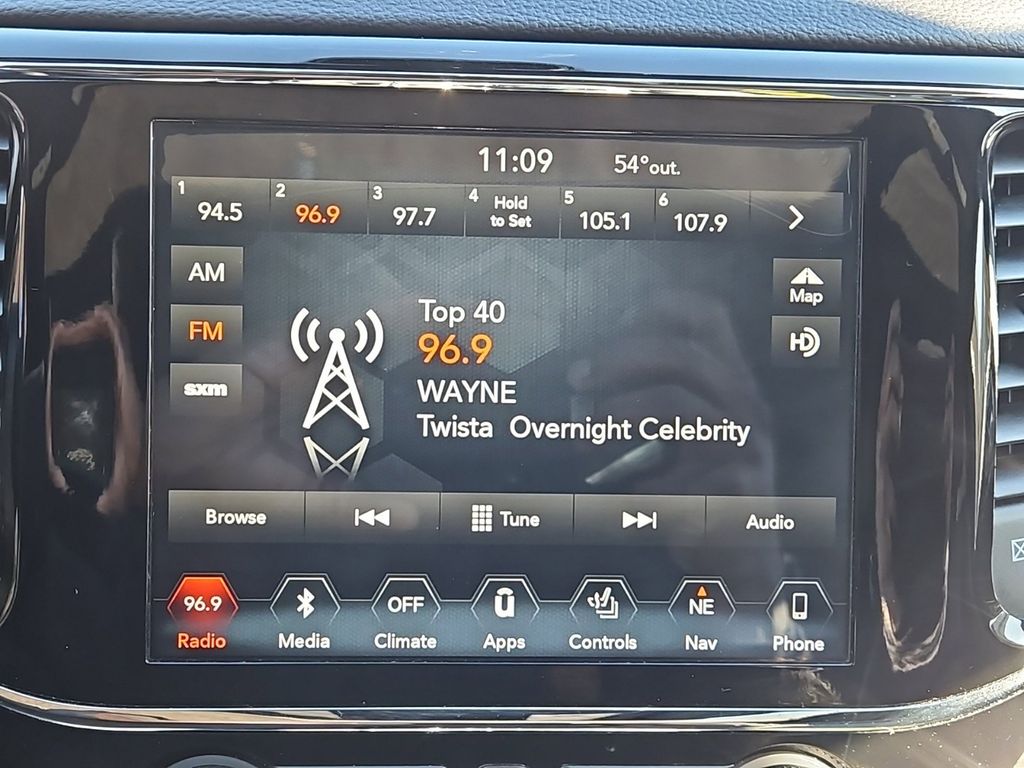 11:09 54°out.
1 94.5
2 96.9
3 97.7
4 Hold
to Set
5 105.1
6 107.9
AM
FM
sxm
Top 40
96.9
WAYNE
Twista Overnight Celebrity
Map
HD
Browse
Tune
Audio
96.9
Radio
Media
OFF
Climate
Apps
Controls
NE
Nav
Phone